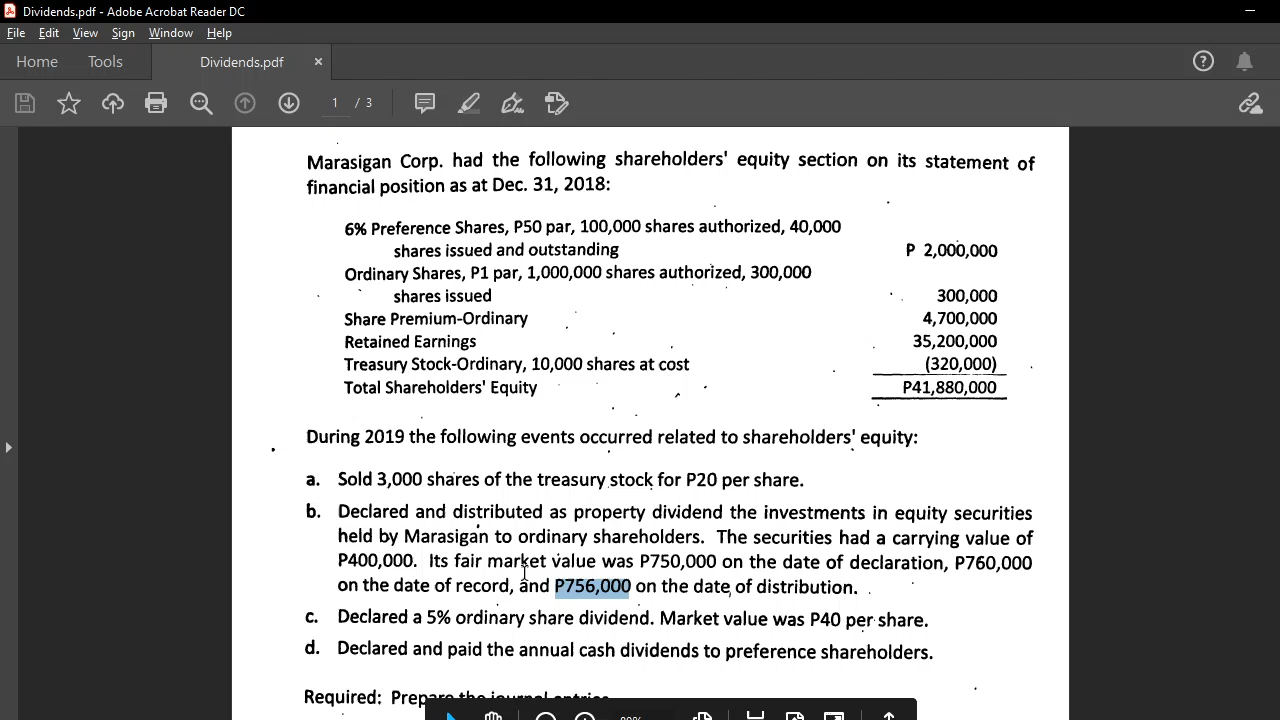 Dividends.pdf - Adobe Acrobat Reader DC
File Edit View Sign Window Help
Home Tools Dividends.pdf ×
1 / 3
Marasigan Corp. had the following shareholders' equity section on its statement of
financial position as at Dec. 31, 2018:
6% Preference Shares, P50 par, 100,000 shares authorized, 40,000
shares issued and outstanding P 2,000,000
Ordinary Shares, P1 par, 1,000,000 shares authorized, 300,000
shares issued 300,000
Share Premium-Ordinary 4,700,000
Retained Earnings 35,200,000
Treasury Stock-Ordinary, 10,000 shares at cost (320,000)
Total Shareholders' Equity P41,880,000
During 2019 the following events occurred related to shareholders' equity:
a. Sold 3,000 shares of the treasury stock for P20 per share.
b. Declared and distributed as property dividend the investments in equity securities
held by Marasigan to ordinary shareholders. The securities had a carrying value of
P400,000. Its fair market value was P750,000 on the date of declaration, P760,000
on the date of record, and P756,000 on the date of distribution.
c. Declared a 5% ordinary share dividend. Market value was P40 per share.
d. Declared and paid the annual cash dividends to preference shareholders.
Required: Prepare the journal entries